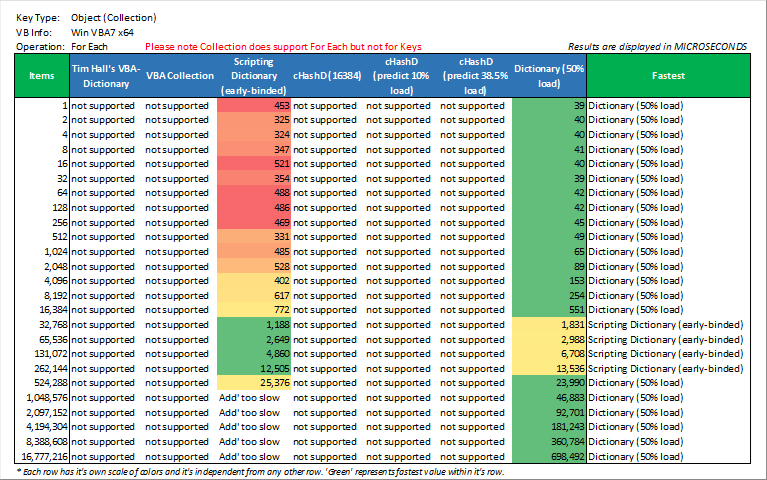 Key Type: Object (Collection)
VB Info: Win VBA7 x64
Operation: For Each Please note Collection does support For Each but not for Keys Results are displayed in MICROSECONDS
Items Tim Hall's VBA-Dictionary VBA Collection Scripting Dictionary (early-binded) cHashD (16384) cHashD (predict 10% load) cHashD (predict 38.5% load) Dictionary (50% load) Fastest
1 not supported not supported 453 not supported not supported not supported 39 Dictionary (50% load)
2 not supported not supported 325 not supported not supported not supported 40 Dictionary (50% load)
4 not supported not supported 324 not supported not supported not supported 40 Dictionary (50% load)
8 not supported not supported 347 not supported not supported not supported 41 Dictionary (50% load)
16 not supported not supported 521 not supported not supported not supported 40 Dictionary (50% load)
32 not supported not supported 354 not supported not supported not supported 39 Dictionary (50% load)
64 not supported not supported 488 not supported not supported not supported 42 Dictionary (50% load)
128 not supported not supported 486 not supported not supported not supported 42 Dictionary (50% load)
256 not supported not supported 469 not supported not supported not supported 45 Dictionary (50% load)
512 not supported not supported 331 not supported not supported not supported 49 Dictionary (50% load)
1,024 not supported not supported 485 not supported not supported not supported 65 Dictionary (50% load)
2,048 not supported not supported 528 not supported not supported not supported 89 Dictionary (50% load)
4,096 not supported not supported 402 not supported not supported not supported 153 Dictionary (50% load)
8,192 not supported not supported 617 not supported not supported not supported 254 Dictionary (50% load)
16,384 not supported not supported 772 not supported not supported not supported 551 Dictionary (50% load)
32,768 not supported not supported 1,188 not supported not supported not supported 1,831 Scripting Dictionary (early-binded)
65,536 not supported not supported 2,649 not supported not supported not supported 2,988 Scripting Dictionary (early-binded)
131,072 not supported not supported 4,860 not supported not supported not supported 6,708 Scripting Dictionary (early-binded)
262,144 not supported not supported 12,505 not supported not supported not supported 13,536 Scripting Dictionary (early-binded)
524,288 not supported not supported 25,376 not supported not supported not supported 23,990 Dictionary (50% load)
1,048,576 not supported not supported Add' too slow not supported not supported not supported 46,883 Dictionary (50% load)
2,097,152 not supported not supported Add' too slow not supported not supported not supported 92,701 Dictionary (50% load)
4,194,304 not supported not supported Add' too slow not supported not supported not supported 181,243 Dictionary (50% load)
8,388,608 not supported not supported Add' too slow not supported not supported not supported 360,784 Dictionary (50% load)
16,777,216 not supported not supported Add' too slow not supported not supported not supported 698,492 Dictionary (50% load)
* Each row has it's own scale of colors and it's independent from any other row. 'Green' represents fastest value within it's row.